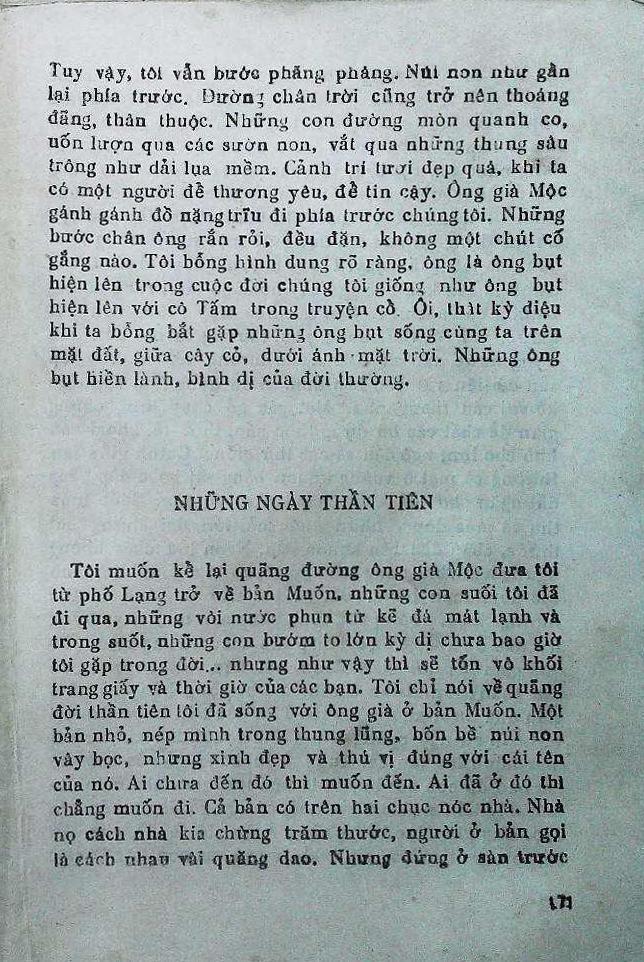 Tuy vậy, tôi vẫn bước phăng phăng. Núi non như gần
lại phía trước. Đường chân trời cũng trở nên thoáng
đãng, thân thuộc. Những con đường mòn quanh co,
uốn lượn qua các sườn non, vắt qua những thung sâu
trông như dải lụa mềm. Cảnh trí tươi đẹp quá, khi ta
có một người để thương yêu, để tin cậy. Ông già Mộc
gánh gánh đồ nặng trĩu đi phía trước chúng tôi. Những
bước chân ông rắn rỏi, đều đặn, không một chút cố
gắng nào. Tôi bỗng hình dung rõ ràng, ông là ông bụt
hiện lên trong cuộc đời chúng tôi giống như ông bụt
hiện lên với cô Tấm trong truyện cổ. Ôi, thật kỳ diệu
khi ta bỗng bắt gặp những ông bụt sống cùng ta trên
mặt đất, giữa cây cỏ, dưới ánh mặt trời. Những ông
bụt hiền lành, bình dị của đời thường.
NHỮNG NGÀY THẦN TIÊN
Tôi muốn kể lại quãng đường ông già Mộc đưa tôi
từ phố Lạng trở về bản Muốn, những con suối tôi đã
đi qua, những vòi nước phun từ kẽ đá mát lạnh và
trong suốt, những con bướm to lớn kỳ dị chưa bao giờ
tôi gặp trong đời... nhưng như vậy thì sẽ tốn vô khối
trang giấy và thời giờ của các bạn. Tôi chỉ nói về quãng
đời thần tiên tôi đã sống với ông già ở bản Muốn. Một
bản nhỏ, nép mình trong thung lũng, bốn bề núi non
vây bọc, nhưng xinh đẹp và thú vị đúng với cái tên
của nó. Ai chưa đến đó thì muốn đến. Ai đã ở đó thì
chẳng muốn đi. Cả bản có trên hai chục nóc nhà. Nhà
nọ cách nhà kia chừng trăm thước, người ở bản gọi
là cách nhau vài quăng dao. Nhưng đứng ở sàn trước
171